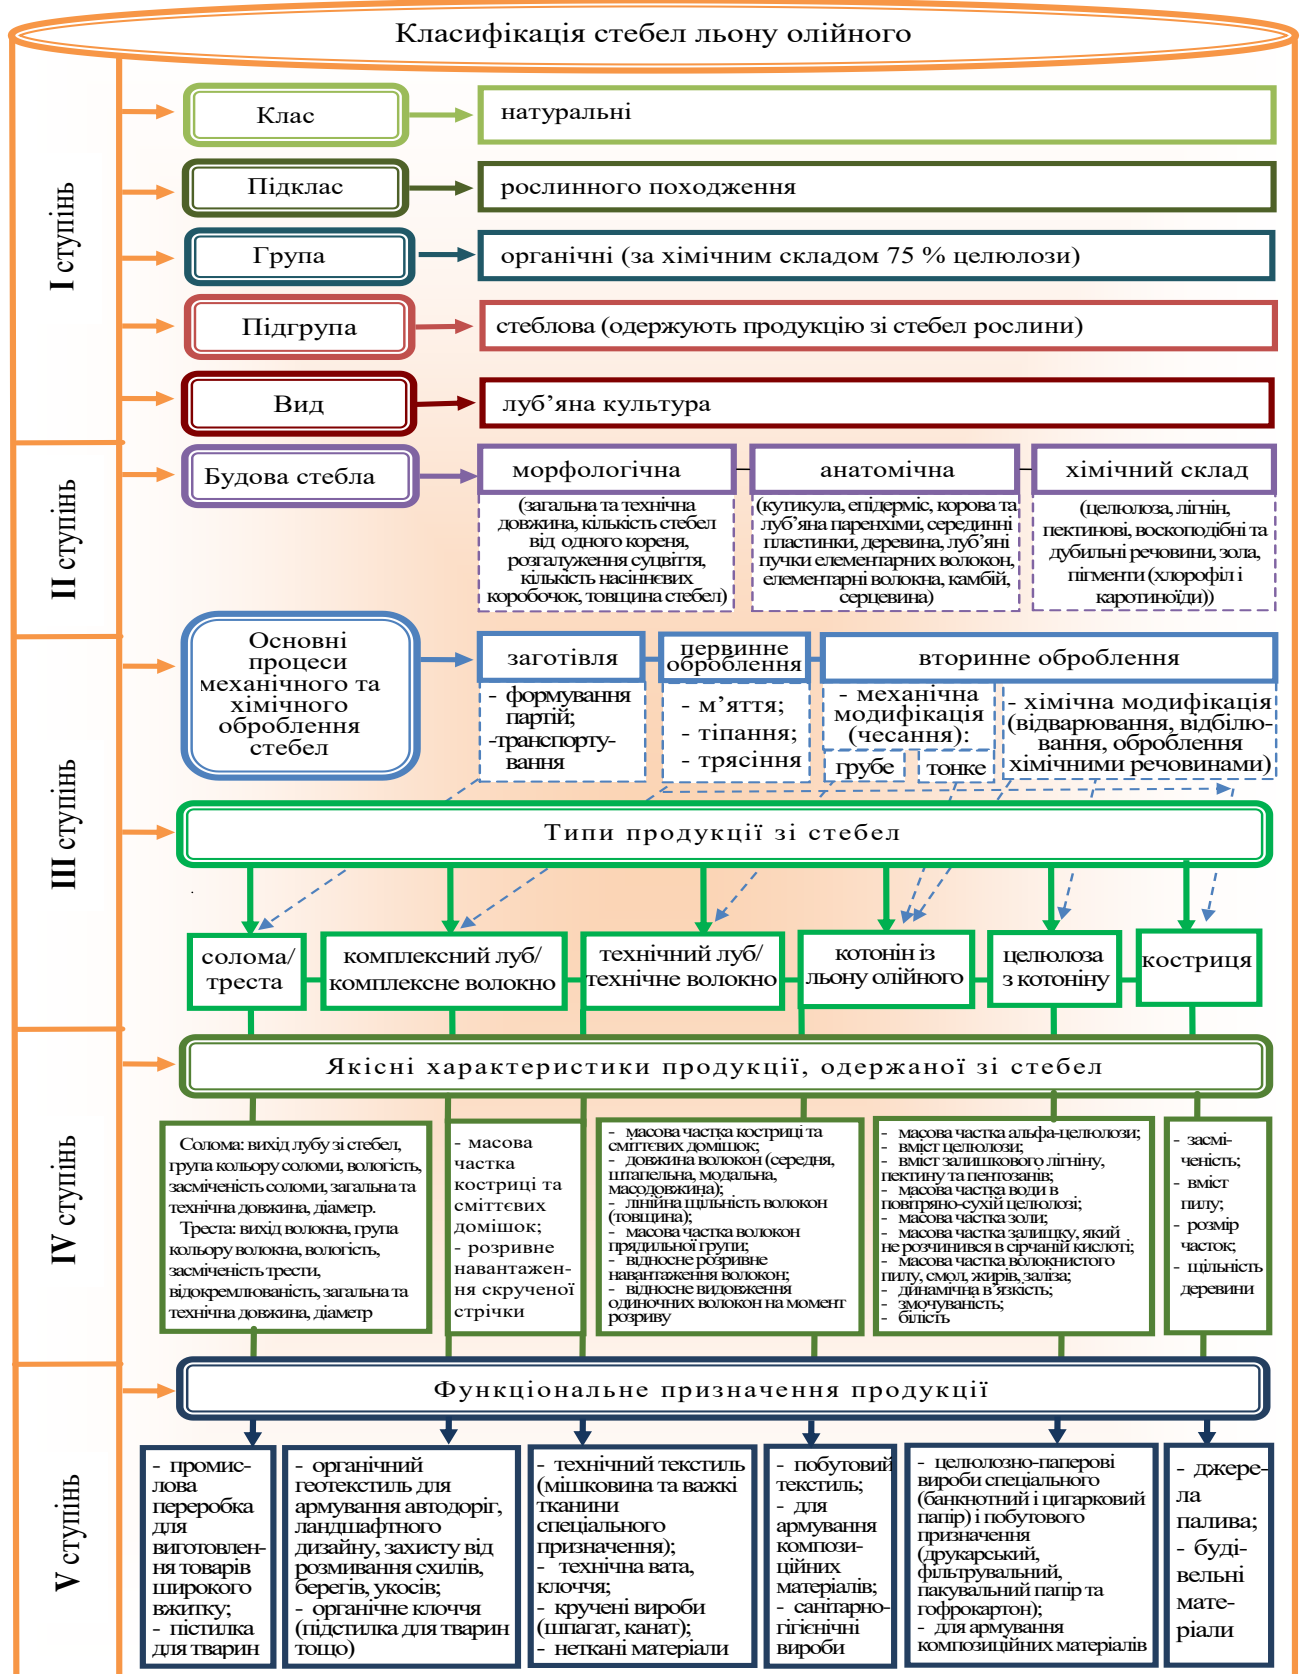 Класифікація стебел льону олійного
I ступінь
Клас
натуральні
Підклас
рослинного походження
Група
органічні (за хімічним складом 75 % целюлози)
Підгрупа
стеблова (одержують продукцію зі стебел рослини)
Вид
луб’яна культура
II ступінь
Будова стебла
морфологічна
(загальна та технічна
довжина, кількість стебел
від одного кореня,
розгалуження суцвіття,
кількість насіннєвих
коробочок, товщина стебел)
анатомічна
(кутикула, епідерміс, корова та
луб’яна паренхіми, серединні
пластинки, деревина, луб’яні
пучки елементарних волокон,
елементарні волокна, камбій,
серцевина)
хімічний склад
(целюлоза, лігнін,
пектинові, воскоподібні та
дубильні речовини, зола,
пігменти (хлорофіл і
каротиноїди))
III ступінь
Основні
процеси
механічного та
хімічного
оброблення
стебел
заготівля
- формування
партій;
-транспорту-
вання
первинне
оброблення
- м’яття;
- тіпання;
- трясіння
вторинне оброблення
- механічна
модифікація
(чесання):
грубе
тонке
- хімічна модифікація
(відварювання, відбілю-
вання, оброблення
хімічними речовинами)
Типи продукції зі стебел
солома/
треста
комплексний луб/
комплексне волокно
технічний луб/
технічне волокно
котонін із
льону олійного
целюлоза
з котоніну
костриця
IV ступінь
Якісні характеристики продукції, одержаної зі стебел
Солома: вихід лубу зі стебел,
група кольору соломи, вологість,
засміченість соломи, загальна та
технічна довжина, діаметр.
Треста: вихід волокна, група
кольору волокна, вологість,
засміченість трести,
відокремлюваність, загальна та
технічна довжина, діаметр
- масова
частка
костриці та
сміттєвих
домішок;
- розривне
навантажен-
ня скрученої
стрічки
- масова частка костриці та
сміттєвих домішок;
- довжина волокон (середня,
штапельна, модальна,
масодовжина);
- лінійна щільність волокон
(товщина);
- масова частка волокон
прядильної групи;
- відносне розривне
навантаження волокон;
- відносне видовження
одиночних волокон на момент
розриву
- масова частка альфа-целюлози;
- вміст целюлози;
- вміст залишкового лігніну,
пектину та пентозанів;
- масова частка води в
повітряно-сухій целюлозі;
- масова частка золи;
- масова частка залишку, який
не розчинився в сірчаній кислоті;
- масова частка волокнистого
пилу, смол, жирів, заліза;
- динамічна в’язкість;
- змочуваність;
- білість
- засмі-
ченість;
- вміст
пилу;
- розмір
часток;
- щільність
деревини
V ступінь
Функціональне призначення продукції
- промис-
лова
переробка
для
виготовлен-
ня товарів
широкого
вжитку;
- пістилка
для тварин
- органічний
геотекстиль для
армування автодоріг,
ландшафтного
дизайну, захисту від
розмивання схилів,
берегів, укосів;
- органічне клоччя
(підстилка для тварин
тощо)
- технічний текстиль
(мішковина та важкі
тканини
спеціального
призначення);
- технічна вата,
клоччя;
- кручені вироби
(шпагат, канат);
- неткані матеріали
- побутовий
текстиль;
- для
армування
компози-
ційних
матеріалів;
- санітарно-
гігієнічні
вироби
- целюлозно-паперові
вироби спеціального
(банкнотний і цигарковий
папір) і побутового
призначення
(друкарський,
фільтрувальний,
пакувальний папір та
гофрокартон);
- для армування
композиційних матеріалів
- джере-
ла
палива;
- буді-
вельні
мате-
ріали